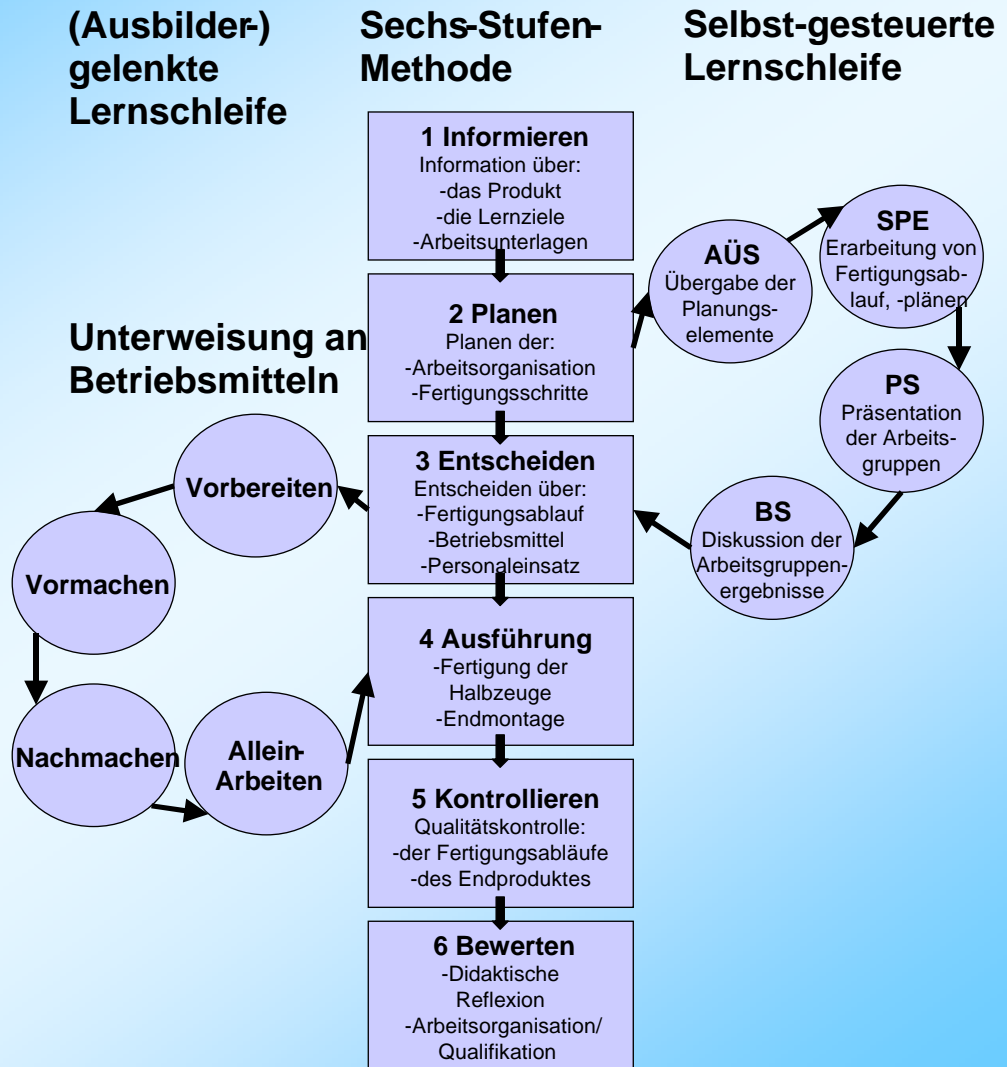 (Ausbilder-)
gelenkte
Lernschleife
Sechs-Stufen-
Methode
Selbst-gesteuerte
Lernschleife
1 Informieren
Information über:
-das Produkt
-die Lernziele
-Arbeitsunterlagen
2 Planen
Planen der:
-Arbeitsorganisation
-Fertigungsschritte
AÜS
Übergabe der
Planungs-
elemente
SPE
Erarbeitung von
Fertigungsab-
lauf, -plänen
PS
Präsentation
der Arbeits-
gruppen
BS
Diskussion der
Arbeitsgruppen-
ergebnisse
3 Entscheiden
Entscheiden über:
-Fertigungsablauf
-Betriebsmittel
-Personaleinsatz
Unterweisung an
Betriebsmitteln
Vorbereiten
Vormachen
Nachmachen
Allein-
Arbeiten
4 Ausführung
-Fertigung der
Halbzeuge
-Endmontage
5 Kontrollieren
Qualitätskontrolle:
-der Fertigungsabläufe
-des Endproduktes
6 Bewerten
-Didaktische
Reflexion
-Arbeitsorganisation/
Qualifikation